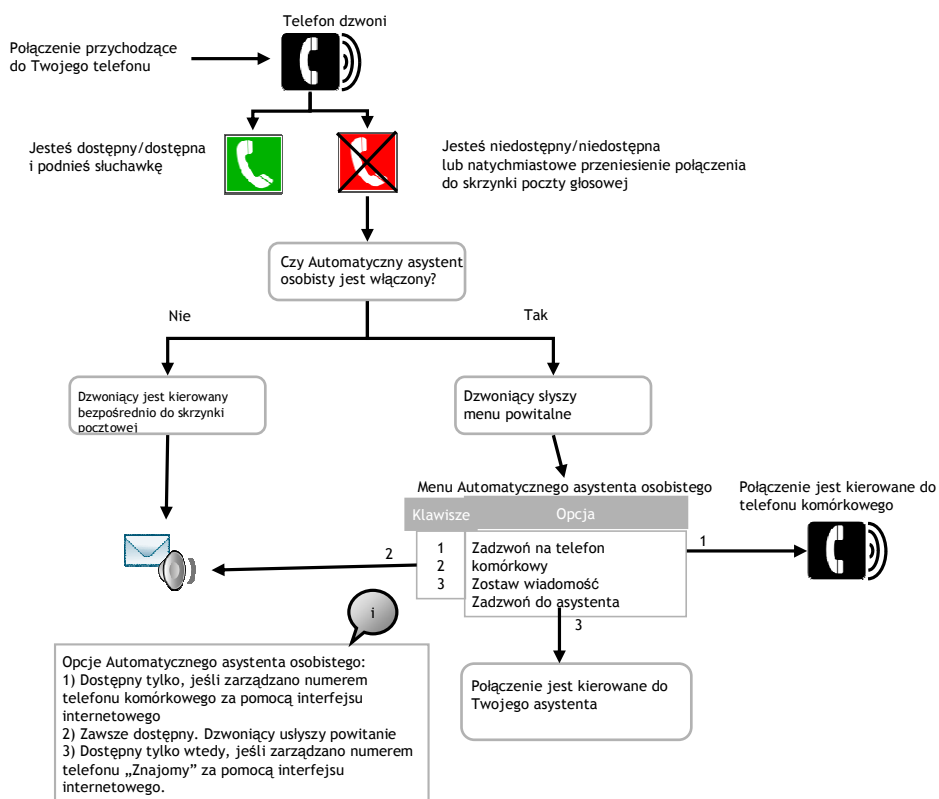 Telefon dzwoni
Połączenie przychodzące
do Twojego telefonu
Jesteś dostępny/dostępna
i podnieś słuchawkę
Jesteś niedostępny/niedostępna
lub natychmiastowe przeniesienie połączenia
do skrzynki poczty głosowej
Czy Automatyczny asystent
osobisty jest włączony?
Nie
Tak
Dzwoniący jest kierowany
bezpośrednio do skrzynki
pocztowej
Dzwoniący słyszy
menu powitalne
Menu Automatycznego asystenta osobistego
Klawisze
Opcja
1
2
3
Zadzwoń na telefon
komórkowy
Zostaw wiadomość
Zadzwoń do asystenta
1
Połączenie jest kierowane do
telefonu komórkowego
2
3
Połączenie jest kierowane do
Twojego asystenta
i
Opcje Automatycznego asystenta osobistego:
1) Dostępny tylko, jeśli zarządzano numerem
telefonu komórkowego za pomocą interfejsu
internetowego
2) Zawsze dostępny. Dzwoniący usłyszy powitanie
3) Dostępny tylko wtedy, jeśli zarządzano numerem
telefonu „Znajomy” za pomocą interfejsu
internetowego.